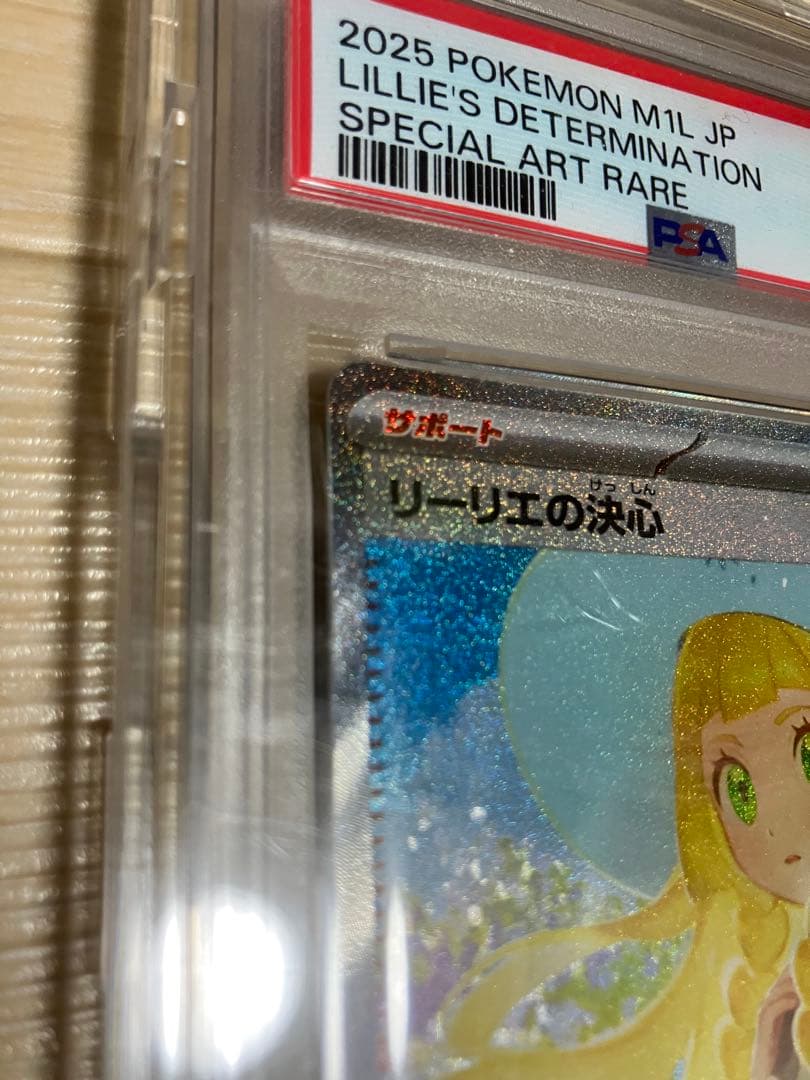 2025 POKEMON M1L JP
LILLIE'S DETERMINATION
SPECIAL ART RARE
PSA
サポート
けっしん
リーリエの決心